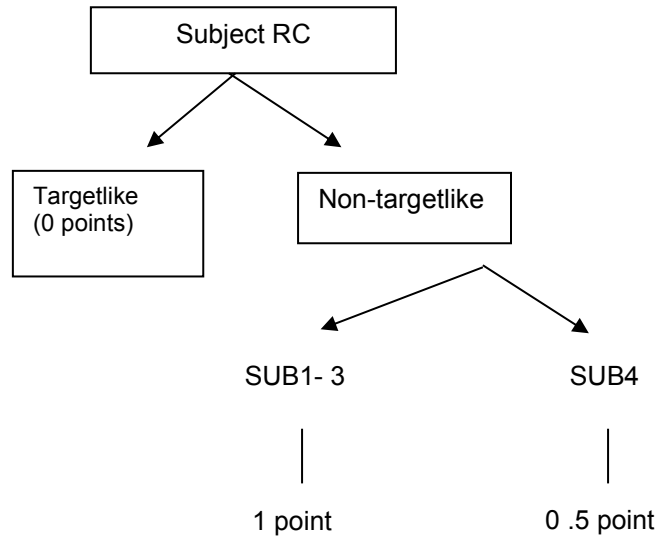 Subject RC
Targetlike
(0 points)
Non-targetlike
SUB1- 3
SUB4
1 point
0 .5 point